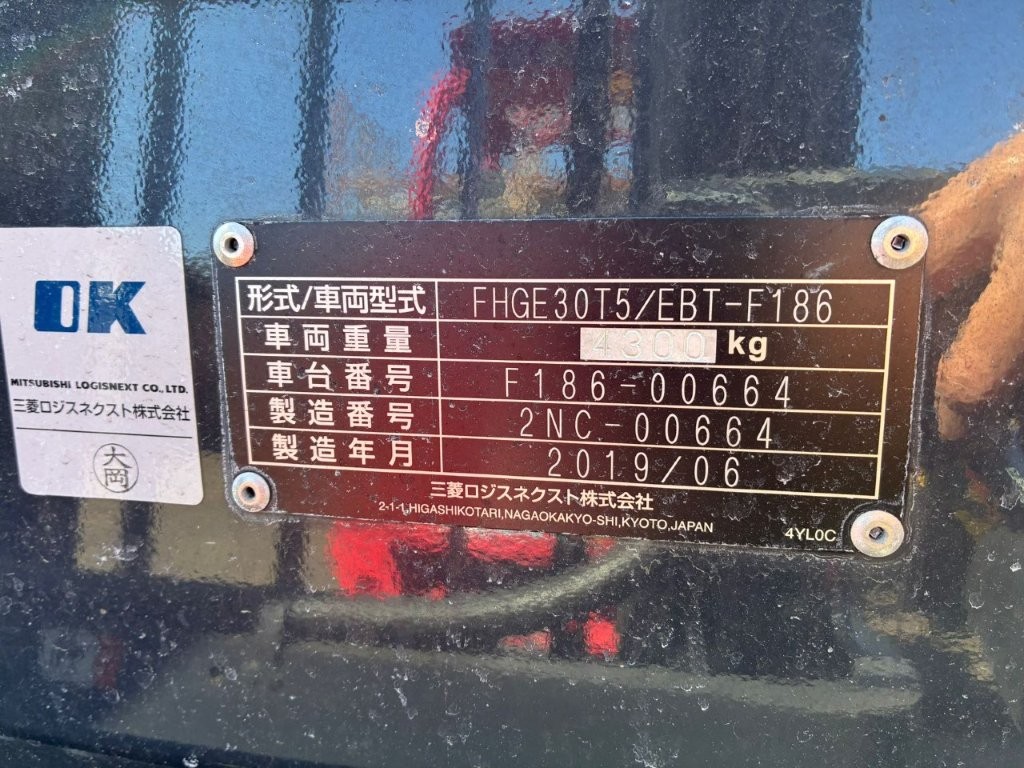 OK
MITSUBISHI LOGISNEXT CO., LTD.
三菱ロジスネクスト株式会社
大岡
形式/車両型式 FHGE30T5/EBT-F186
車両重量 4300 kg
車台番号 F186-00664
製造番号 2NC-00664
製造年月 2019/06
三菱ロジスネクスト株式会社
2-1-1,HIGASHIKOTARI,NAGAOKAKYO-SHI,KYOTO,JAPAN
4YL0C